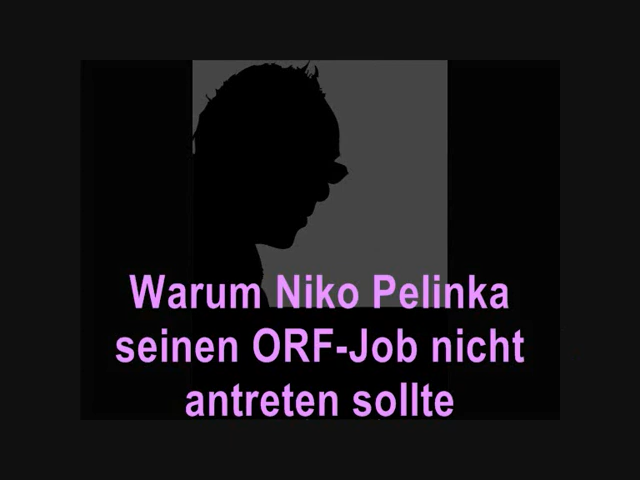 Warum Niko Pelinka
seinen ORF-Job nicht
antreten sollte